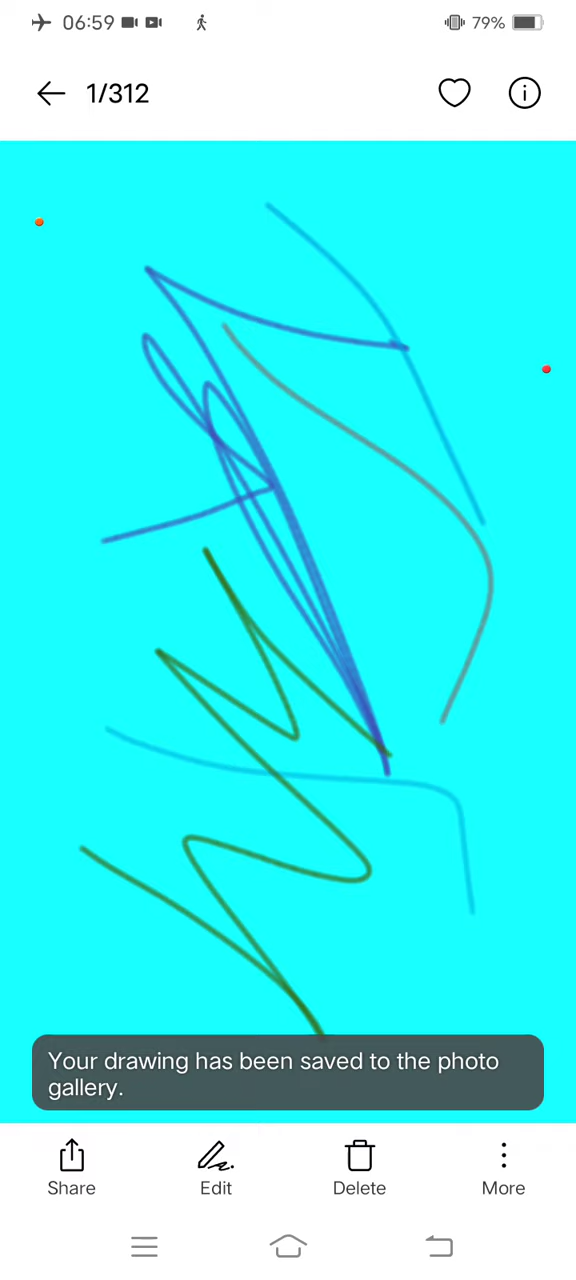 06:59
79%
1/312
Your drawing has been saved to the photo
gallery.
Share Edit Delete More